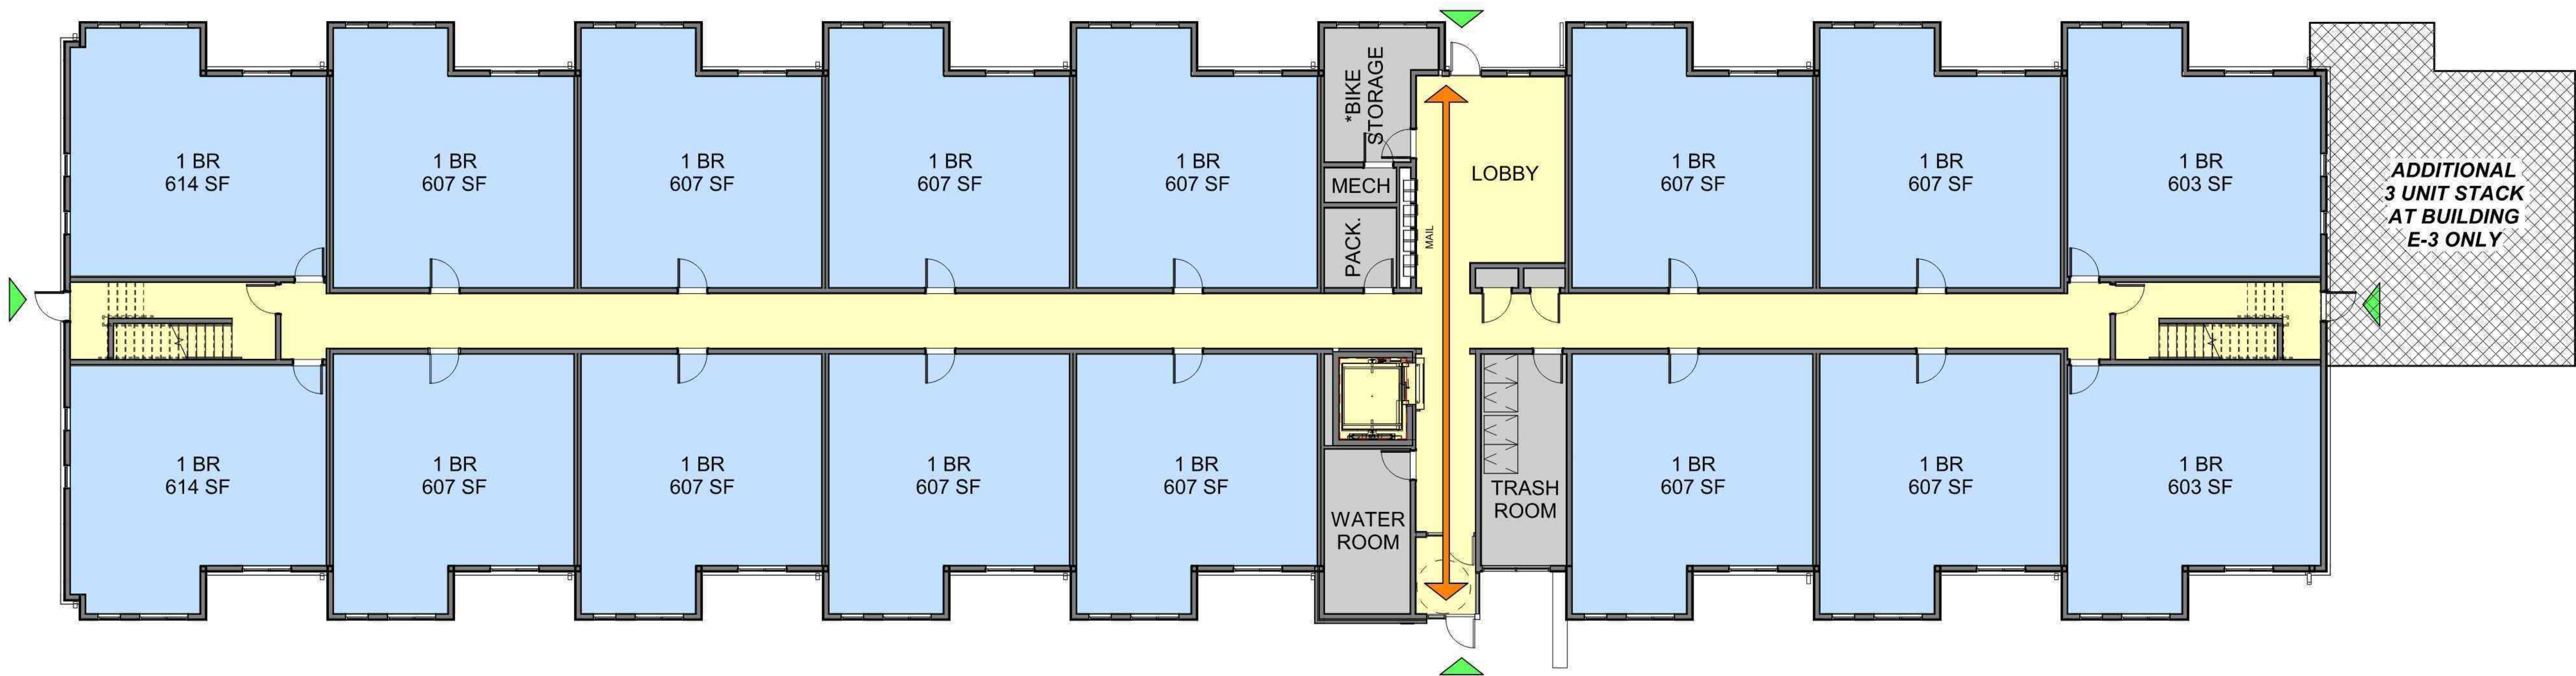 1 BR
614 SF
1 BR
607 SF
1 BR
607 SF
1 BR
607 SF
1 BR
607 SF
*BIKE
STORAGE
MECH
PACK.
MAIL
LOBBY
1 BR
607 SF
1 BR
607 SF
1 BR
603 SF
ADDITIONAL
3 UNIT STACK
AT BUILDING
E-3 ONLY
1 BR
614 SF
1 BR
607 SF
1 BR
607 SF
1 BR
607 SF
1 BR
607 SF
WATER
ROOM
TRASH
ROOM
1 BR
607 SF
1 BR
607 SF
1 BR
603 SF